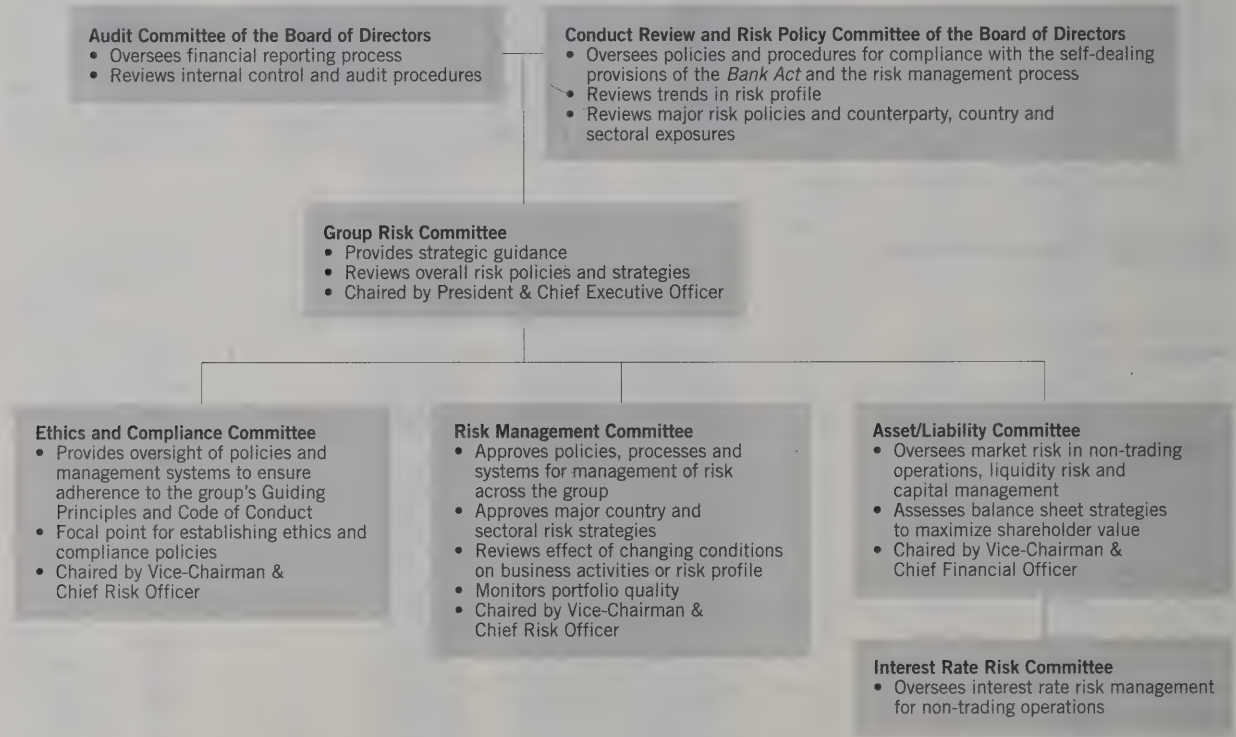 Audit Committee of the Board of Directors
• Oversees financial reporting process
• Reviews internal control and audit procedures
Conduct Review and Risk Policy Committee of the Board of Directors
• Oversees policies and procedures for compliance with the self-dealing
provisions of the Bank Act and the risk management process
• Reviews trends in risk profile
• Reviews major risk policies and counterparty, country and
sectoral exposures
Group Risk Committee
• Provides strategic guidance
• Reviews overall risk policies and strategies
• Chaired by President & Chief Executive Officer
Ethics and Compliance Committee
• Provides oversight of policies and
management systems to ensure
adherence to the group's Guiding
Principles and Code of Conduct
• Focal point for establishing ethics and
compliance policies
• Chaired by Vice-Chairman &
Chief Risk Officer
Risk Management Committee
• Approves policies, processes and
systems for management of risk
across the group
• Approves major country and
sectoral risk strategies
• Reviews effect of changing conditions
on business activities or risk profile
• Monitors portfolio quality
• Chaired by Vice-Chairman &
Chief Risk Officer
Asset/Liability Committee
• Oversees market risk in non-trading
operations, liquidity risk and
capital management
• Assesses balance sheet strategies
to maximize shareholder value
• Chaired by Vice-Chairman &
Chief Financial Officer
Interest Rate Risk Committee
• Oversees interest rate risk management
for non-trading operations